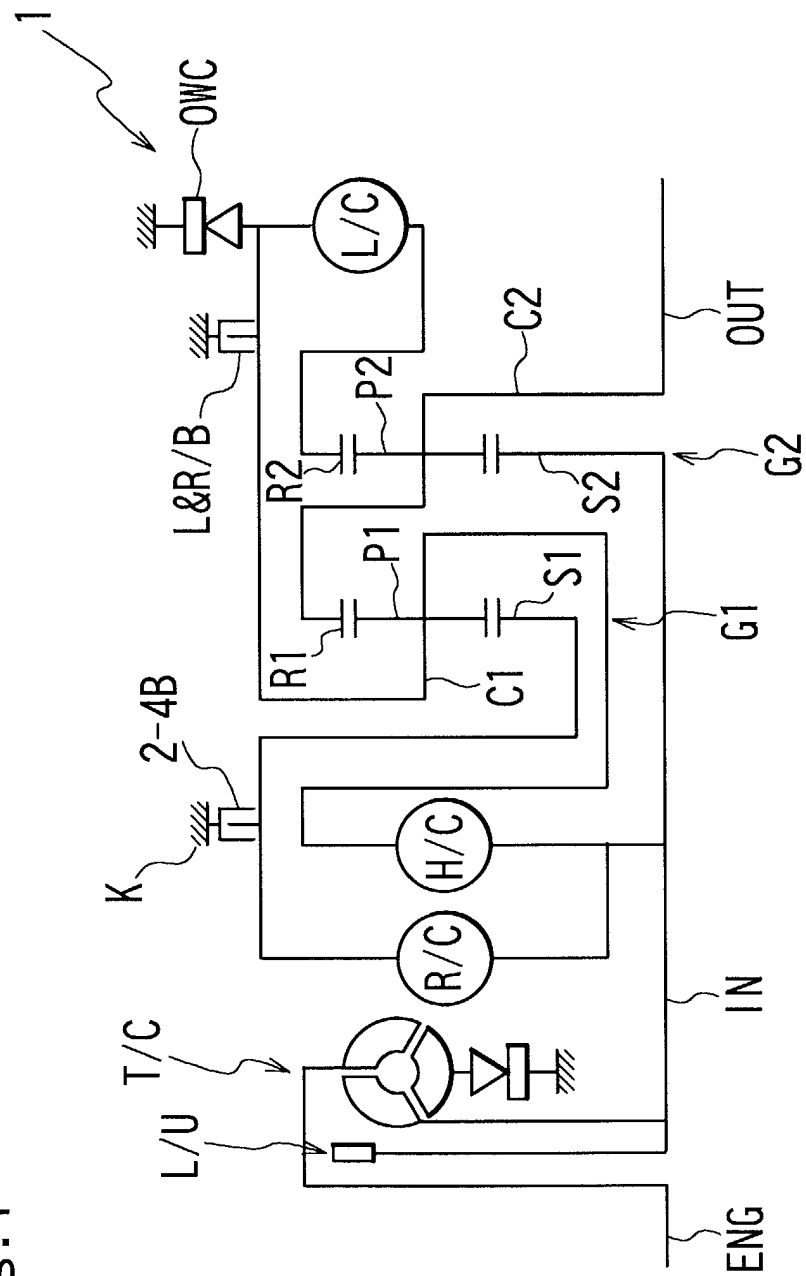 1
OWC
L/C
L&R/B
C2
OUT
P2
R2
S2
G2
P1
R1
S1
G1
C1
2-4B
K
H/C
R/C
IN
T/C
L/U
ENG